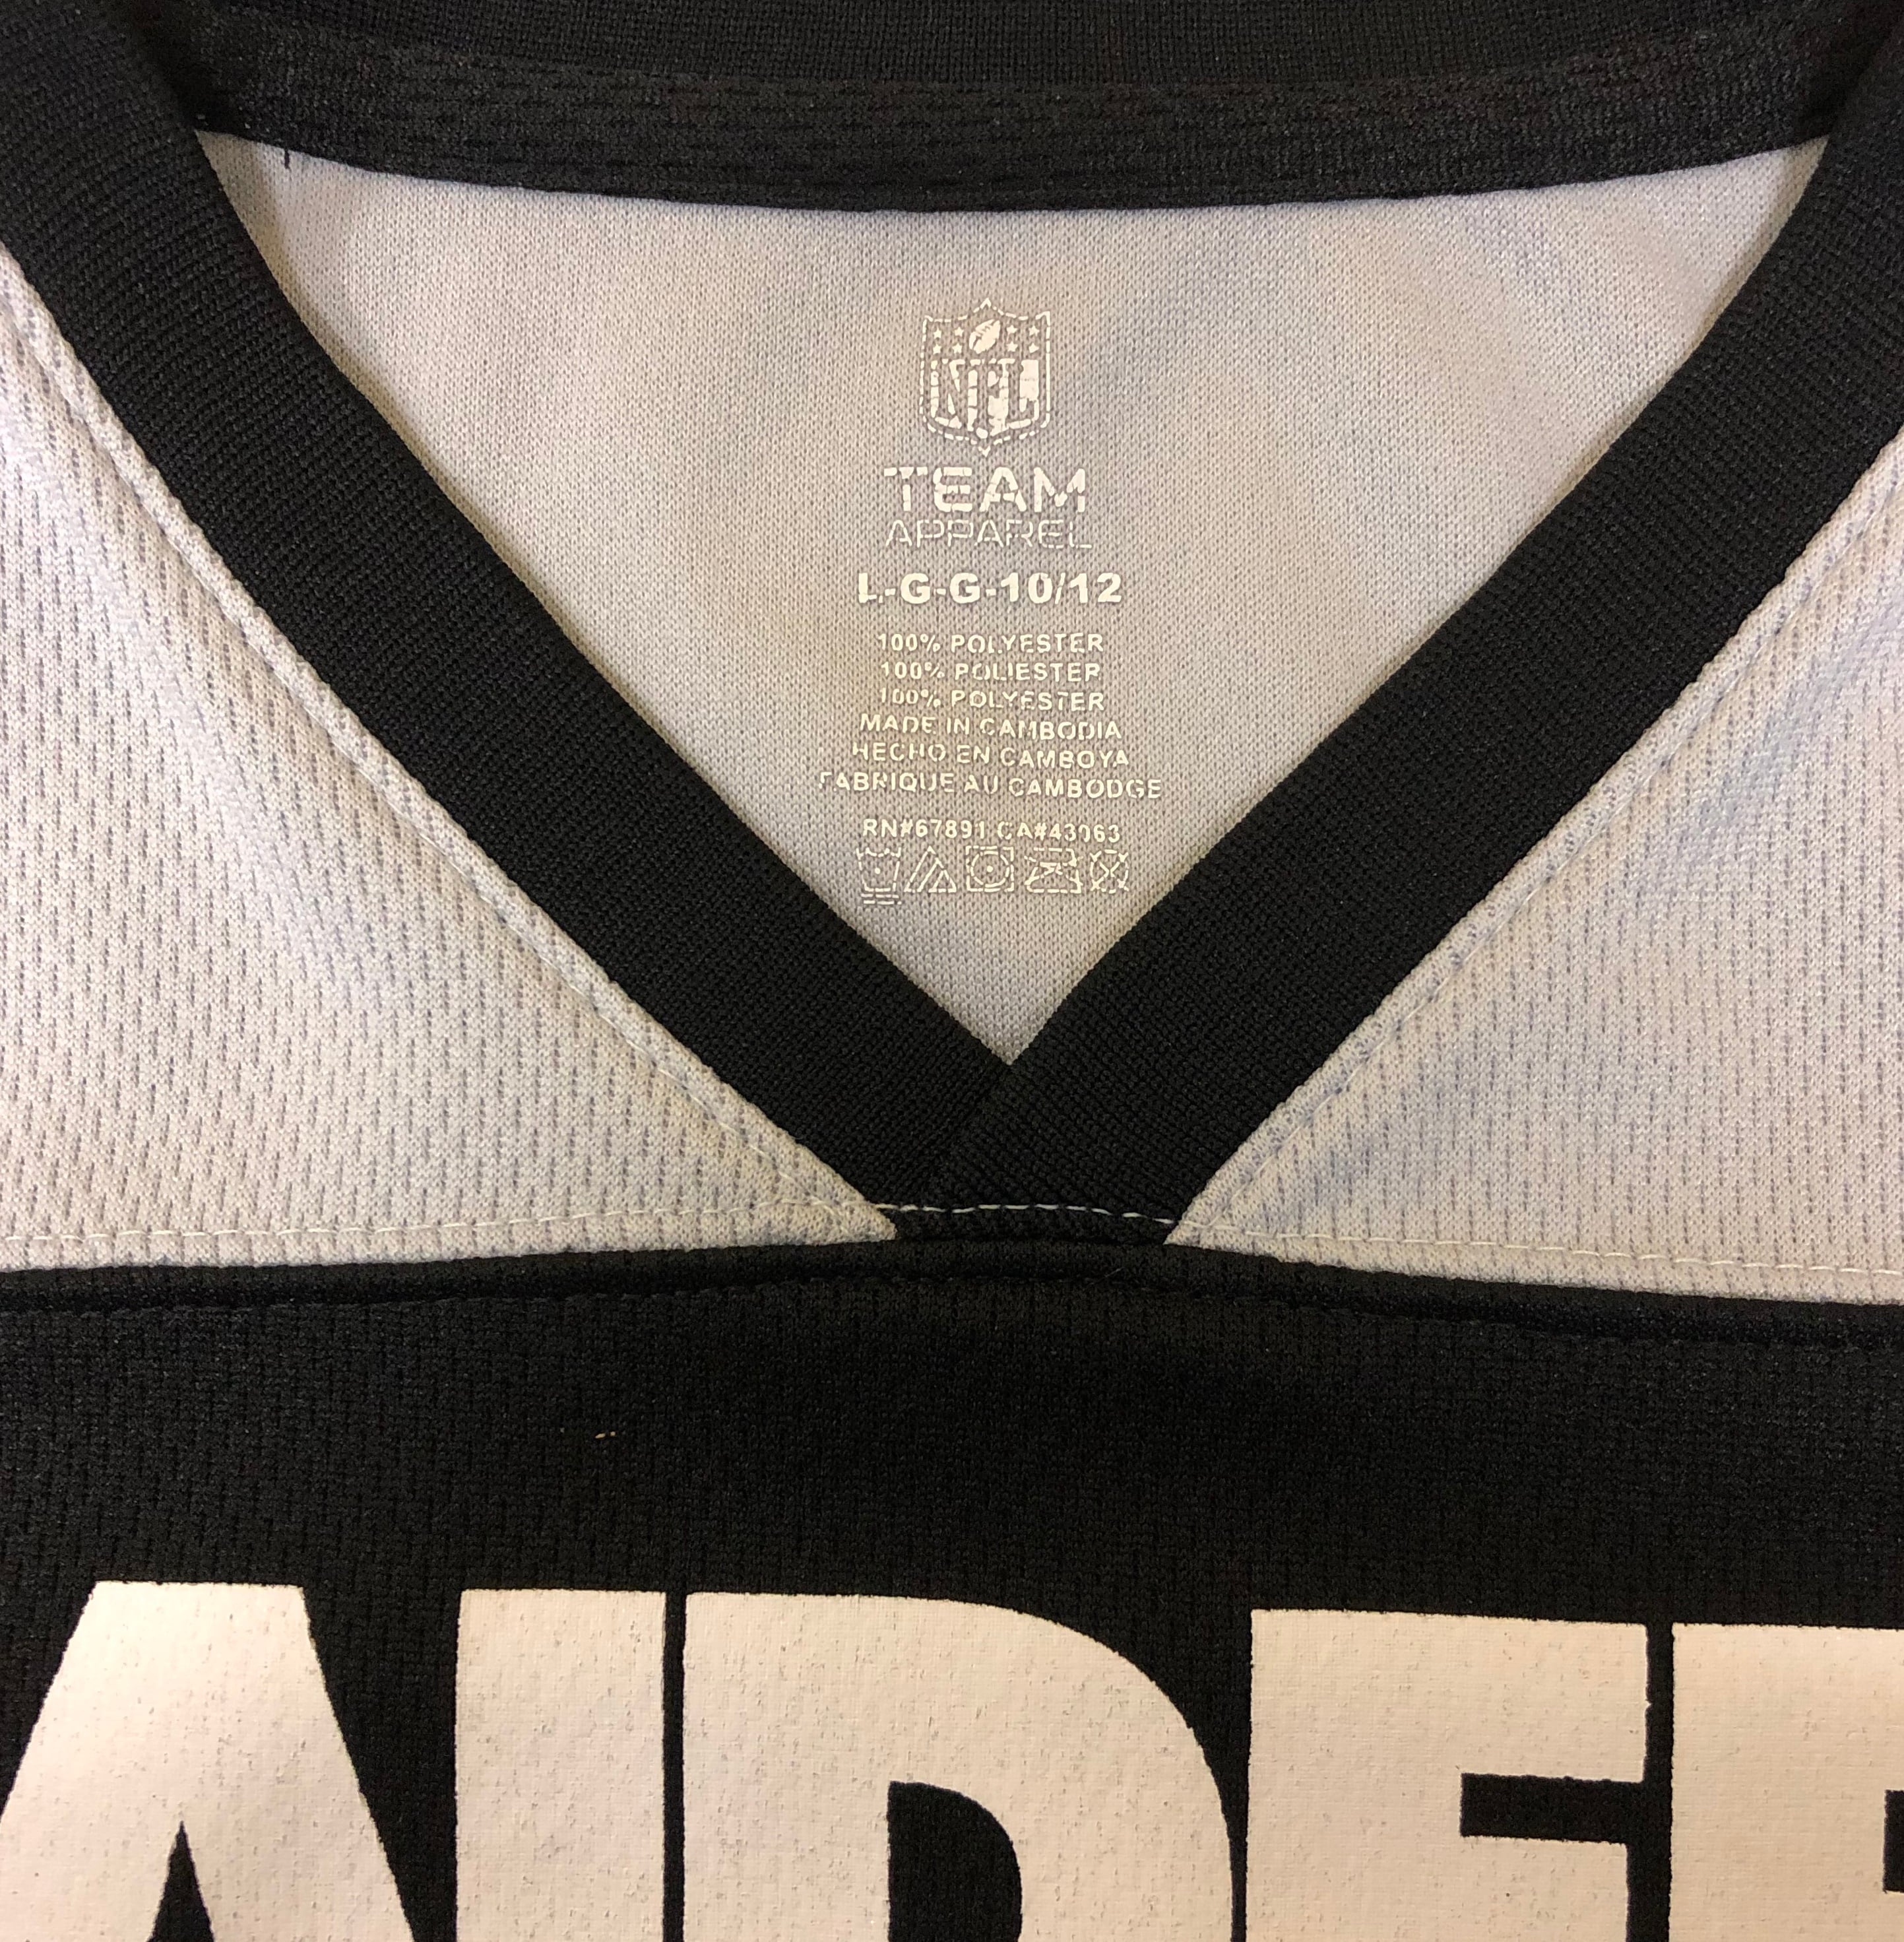 NFL
TEAM
APPAREL
L-G-G-10/12
100% POLYESTER
100% POLIESTER
100% POLYESTER
MADE IN CAMBODIA
HECHO EN CAMBOYA
FABRIQUE AU CAMBODGE
RN#67891 CA#43063
AIDER